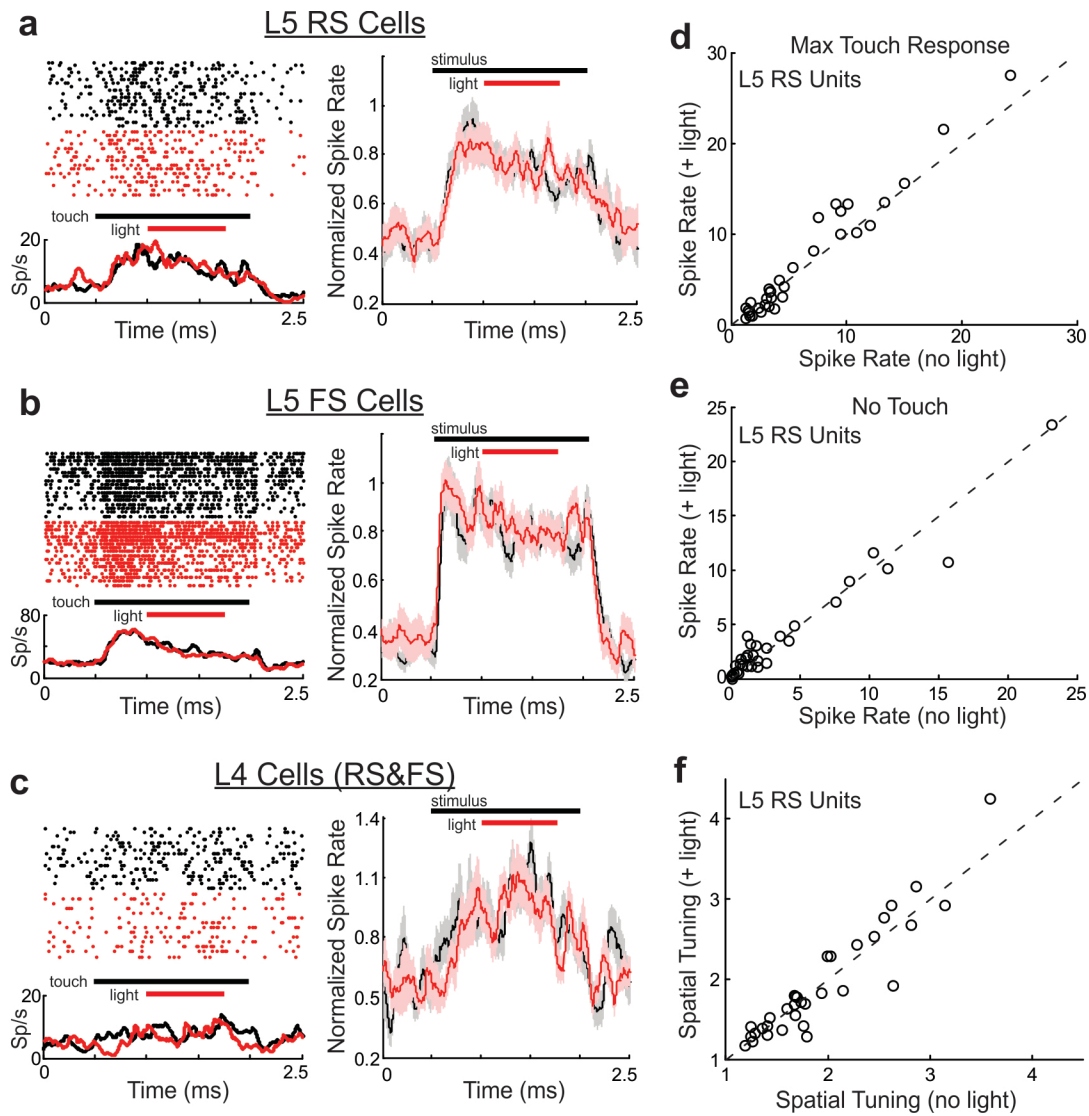 a
L5 RS Cells
touch
light
20
Sp/s
0
0
2.5
Time (ms)
stimulus
light
Normalized Spike Rate
1
0.8
0.6
0.4
0.2
0
2.5
Time (ms)
b
L5 FS Cells
touch
light
80
Sp/s
0
0
2.5
Time (ms)
stimulus
light
Normalized Spike Rate
1
0.8
0.6
0.4
0.2
0
2.5
Time (ms)
c
L4 Cells (RS&FS)
touch
light
20
Sp/s
0
0
2.5
Time (ms)
stimulus
light
Normalized Spike Rate
1.4
1.1
0.8
0.5
0.2
0
2.5
Time (ms)
d
Max Touch Response
L5 RS Units
Spike Rate (+ light)
30
20
10
0
0
10
20
30
Spike Rate (no light)
e
No Touch
L5 RS Units
Spike Rate (+ light)
25
20
15
10
5
0
0
5
10
15
20
25
Spike Rate (no light)
f
L5 RS Units
Spatial Tuning (+ light)
4
3
2
1
1
2
3
4
Spatial Tuning (no light)